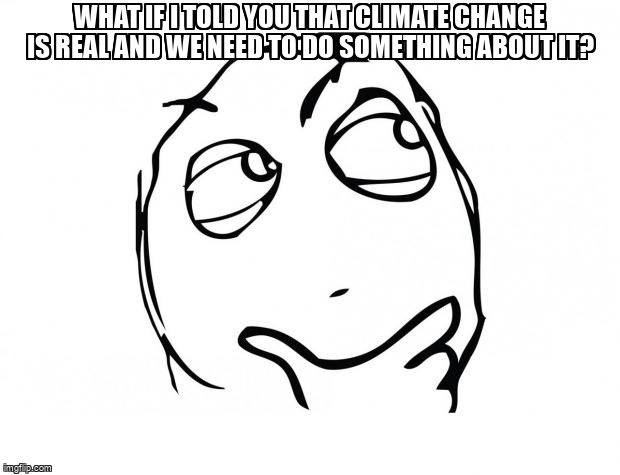 WHAT IF I TOLD YOU THAT CLIMATE CHANGE
IS REAL AND WE NEED TO DO SOMETHING ABOUT IT?
imgflip.com